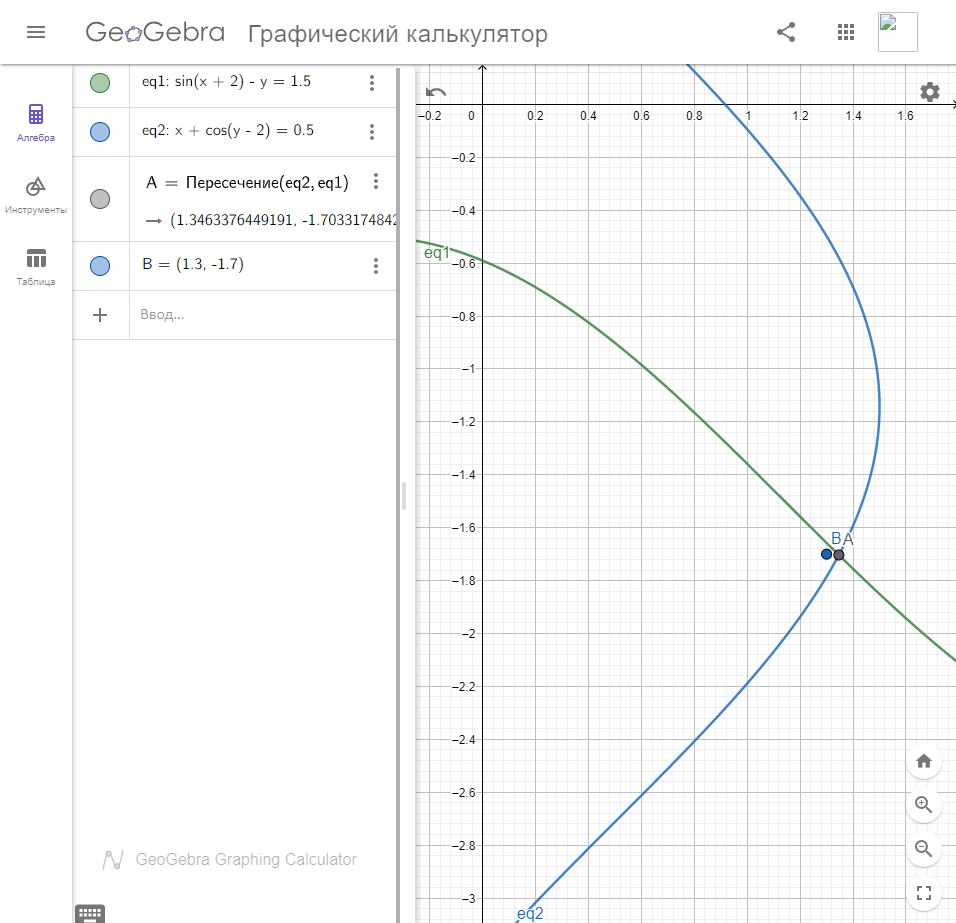 GeoGebra Графический калькулятор
Алгебра
Инструменты
Таблица
eq1: sin(x + 2) - y = 1.5
eq2: x + cos(y - 2) = 0.5
A = Пересечение(eq2, eq1)
→ (1.3463376449191, -1.7033174842
B = (1.3, -1.7)
Ввод...
GeoGebra Graphing Calculator
−0.2 0 0.2 0.4 0.6 0.8 1 1.2 1.4 1.6
−0.2
−0.4
eq1
−0.6
−0.8
−1
−1.2
−1.4
−1.6
B A
−1.8
−2
−2.2
−2.4
−2.6
−2.8
−3
eq2